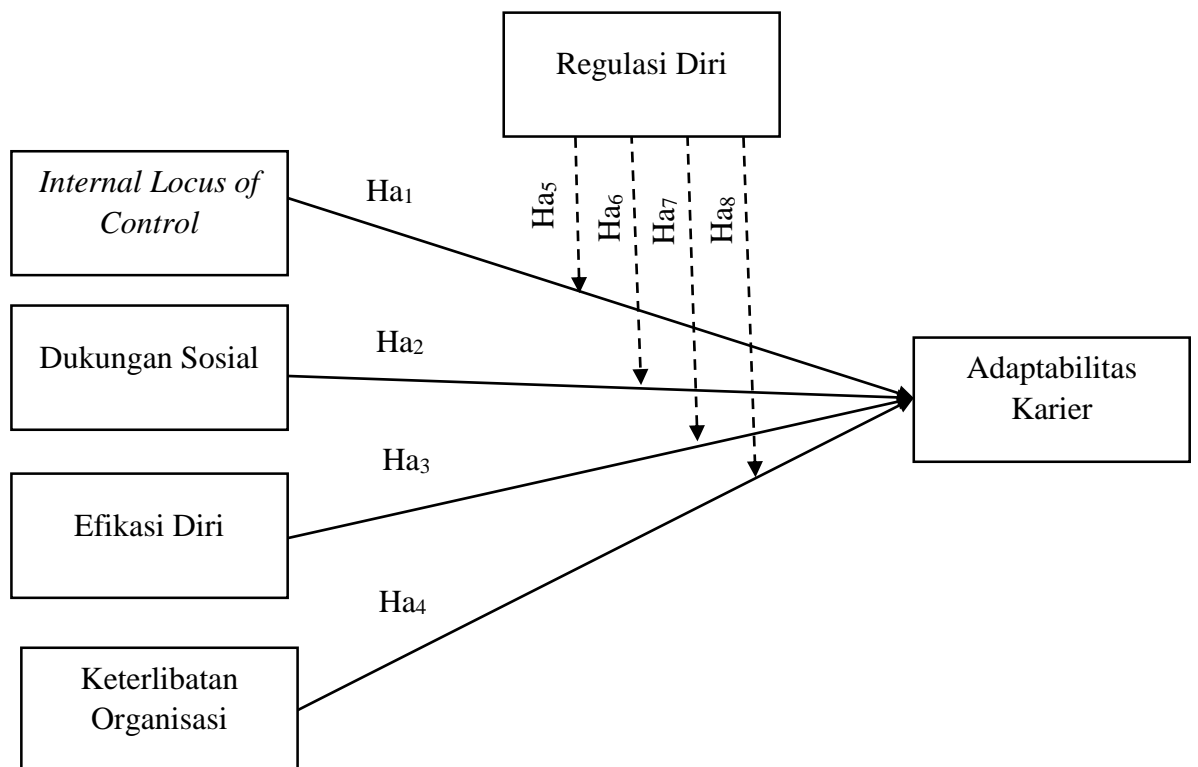 Regulasi Diri
Internal Locus of
Control
Ha1
Ha5
Ha6
Ha7
Ha8
Dukungan Sosial
Ha2
Adaptabilitas
Karier
Efikasi Diri
Ha3
Ha4
Keterlibatan
Organisasi